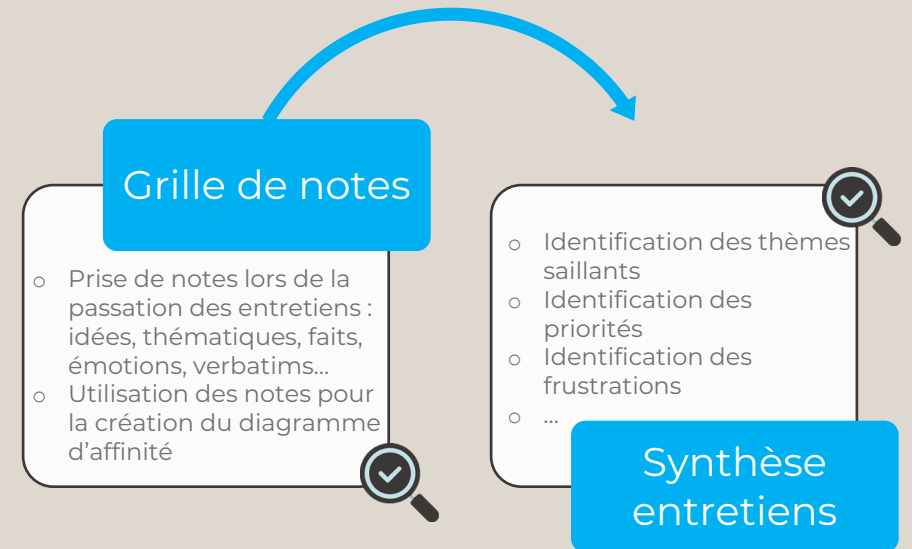 Grille de notes
○ Prise de notes lors de la
passation des entretiens :
idées, thématiques, faits,
émotions, verbatims...
○ Utilisation des notes pour
la création du diagramme
d’affinité
○ Identification des thèmes
saillants
○ Identification des
priorités
○ Identification des
frustrations
○ ...
Synthèse
entretiens